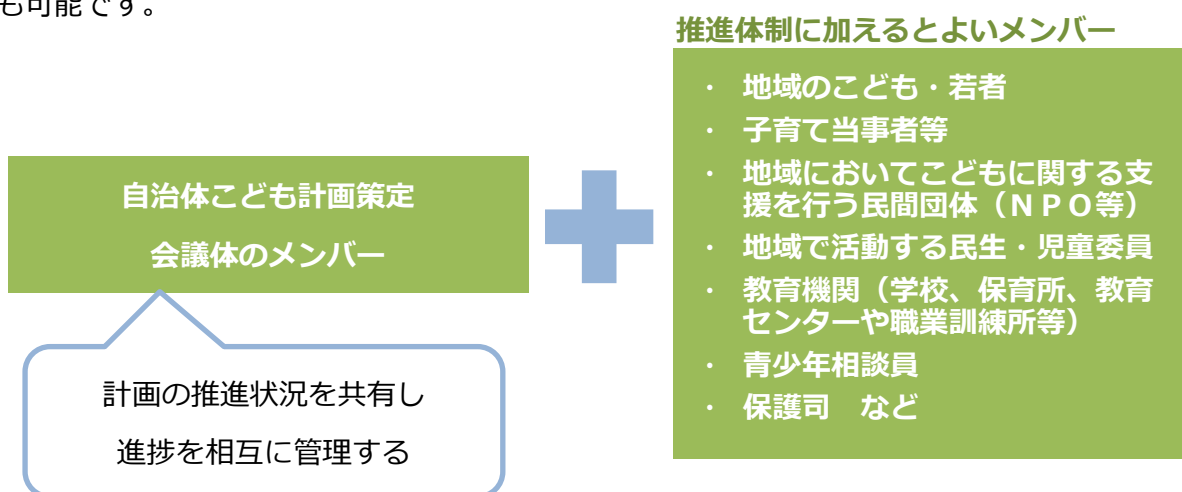 も可能です。
推進体制に加えるとよいメンバー
・ 地域のこども・若者
・ 子育て当事者等
・ 地域においてこどもに関する支
援を行う民間団体（ＮＰＯ等）
・ 地域で活動する民生・児童委員
・ 教育機関（学校、保育所、教育
センターや職業訓練所等）
・ 青少年相談員
・ 保護司　など
自治体こども計画策定
会議体のメンバー
計画の推進状況を共有し
進捗を相互に管理する